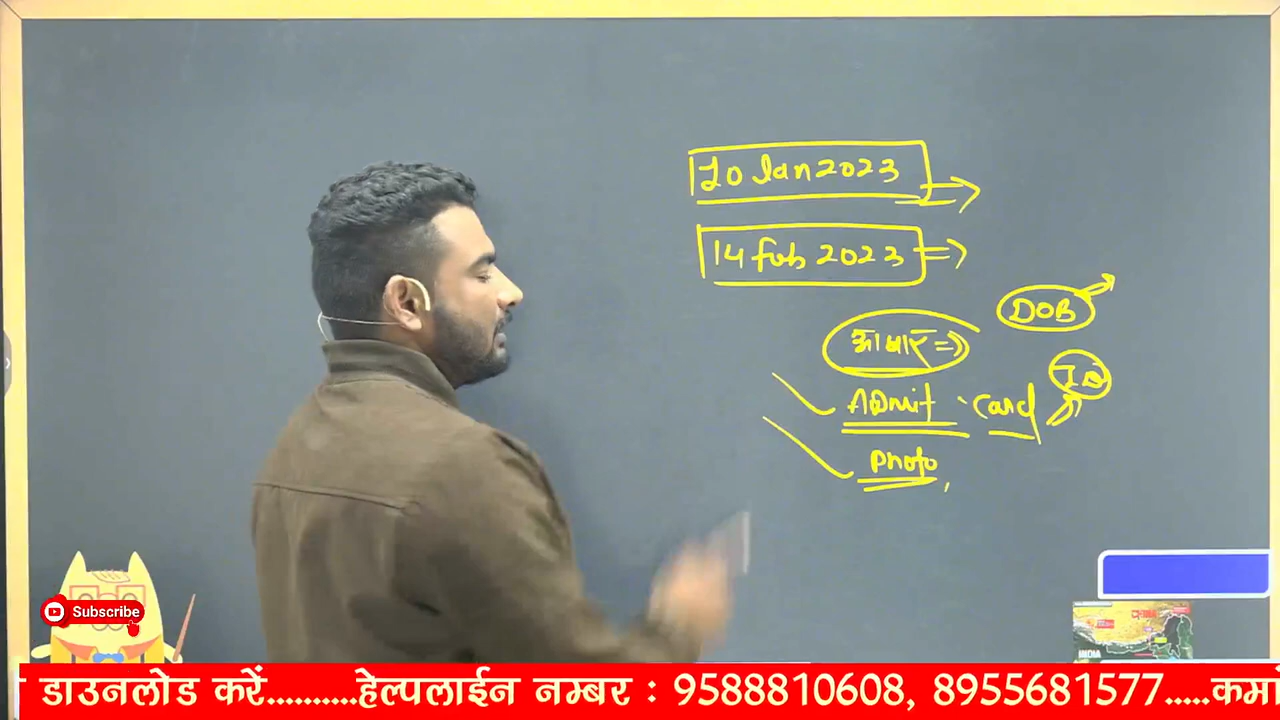 20 Jan 2023
14 Feb 2023
DOB
आधार
ID
Admit Card
Photo
INDIA
Subscribe
डाउनलोड करें..........हेल्पलाईन नम्बर : 9588810608, 8955681577.....कमा